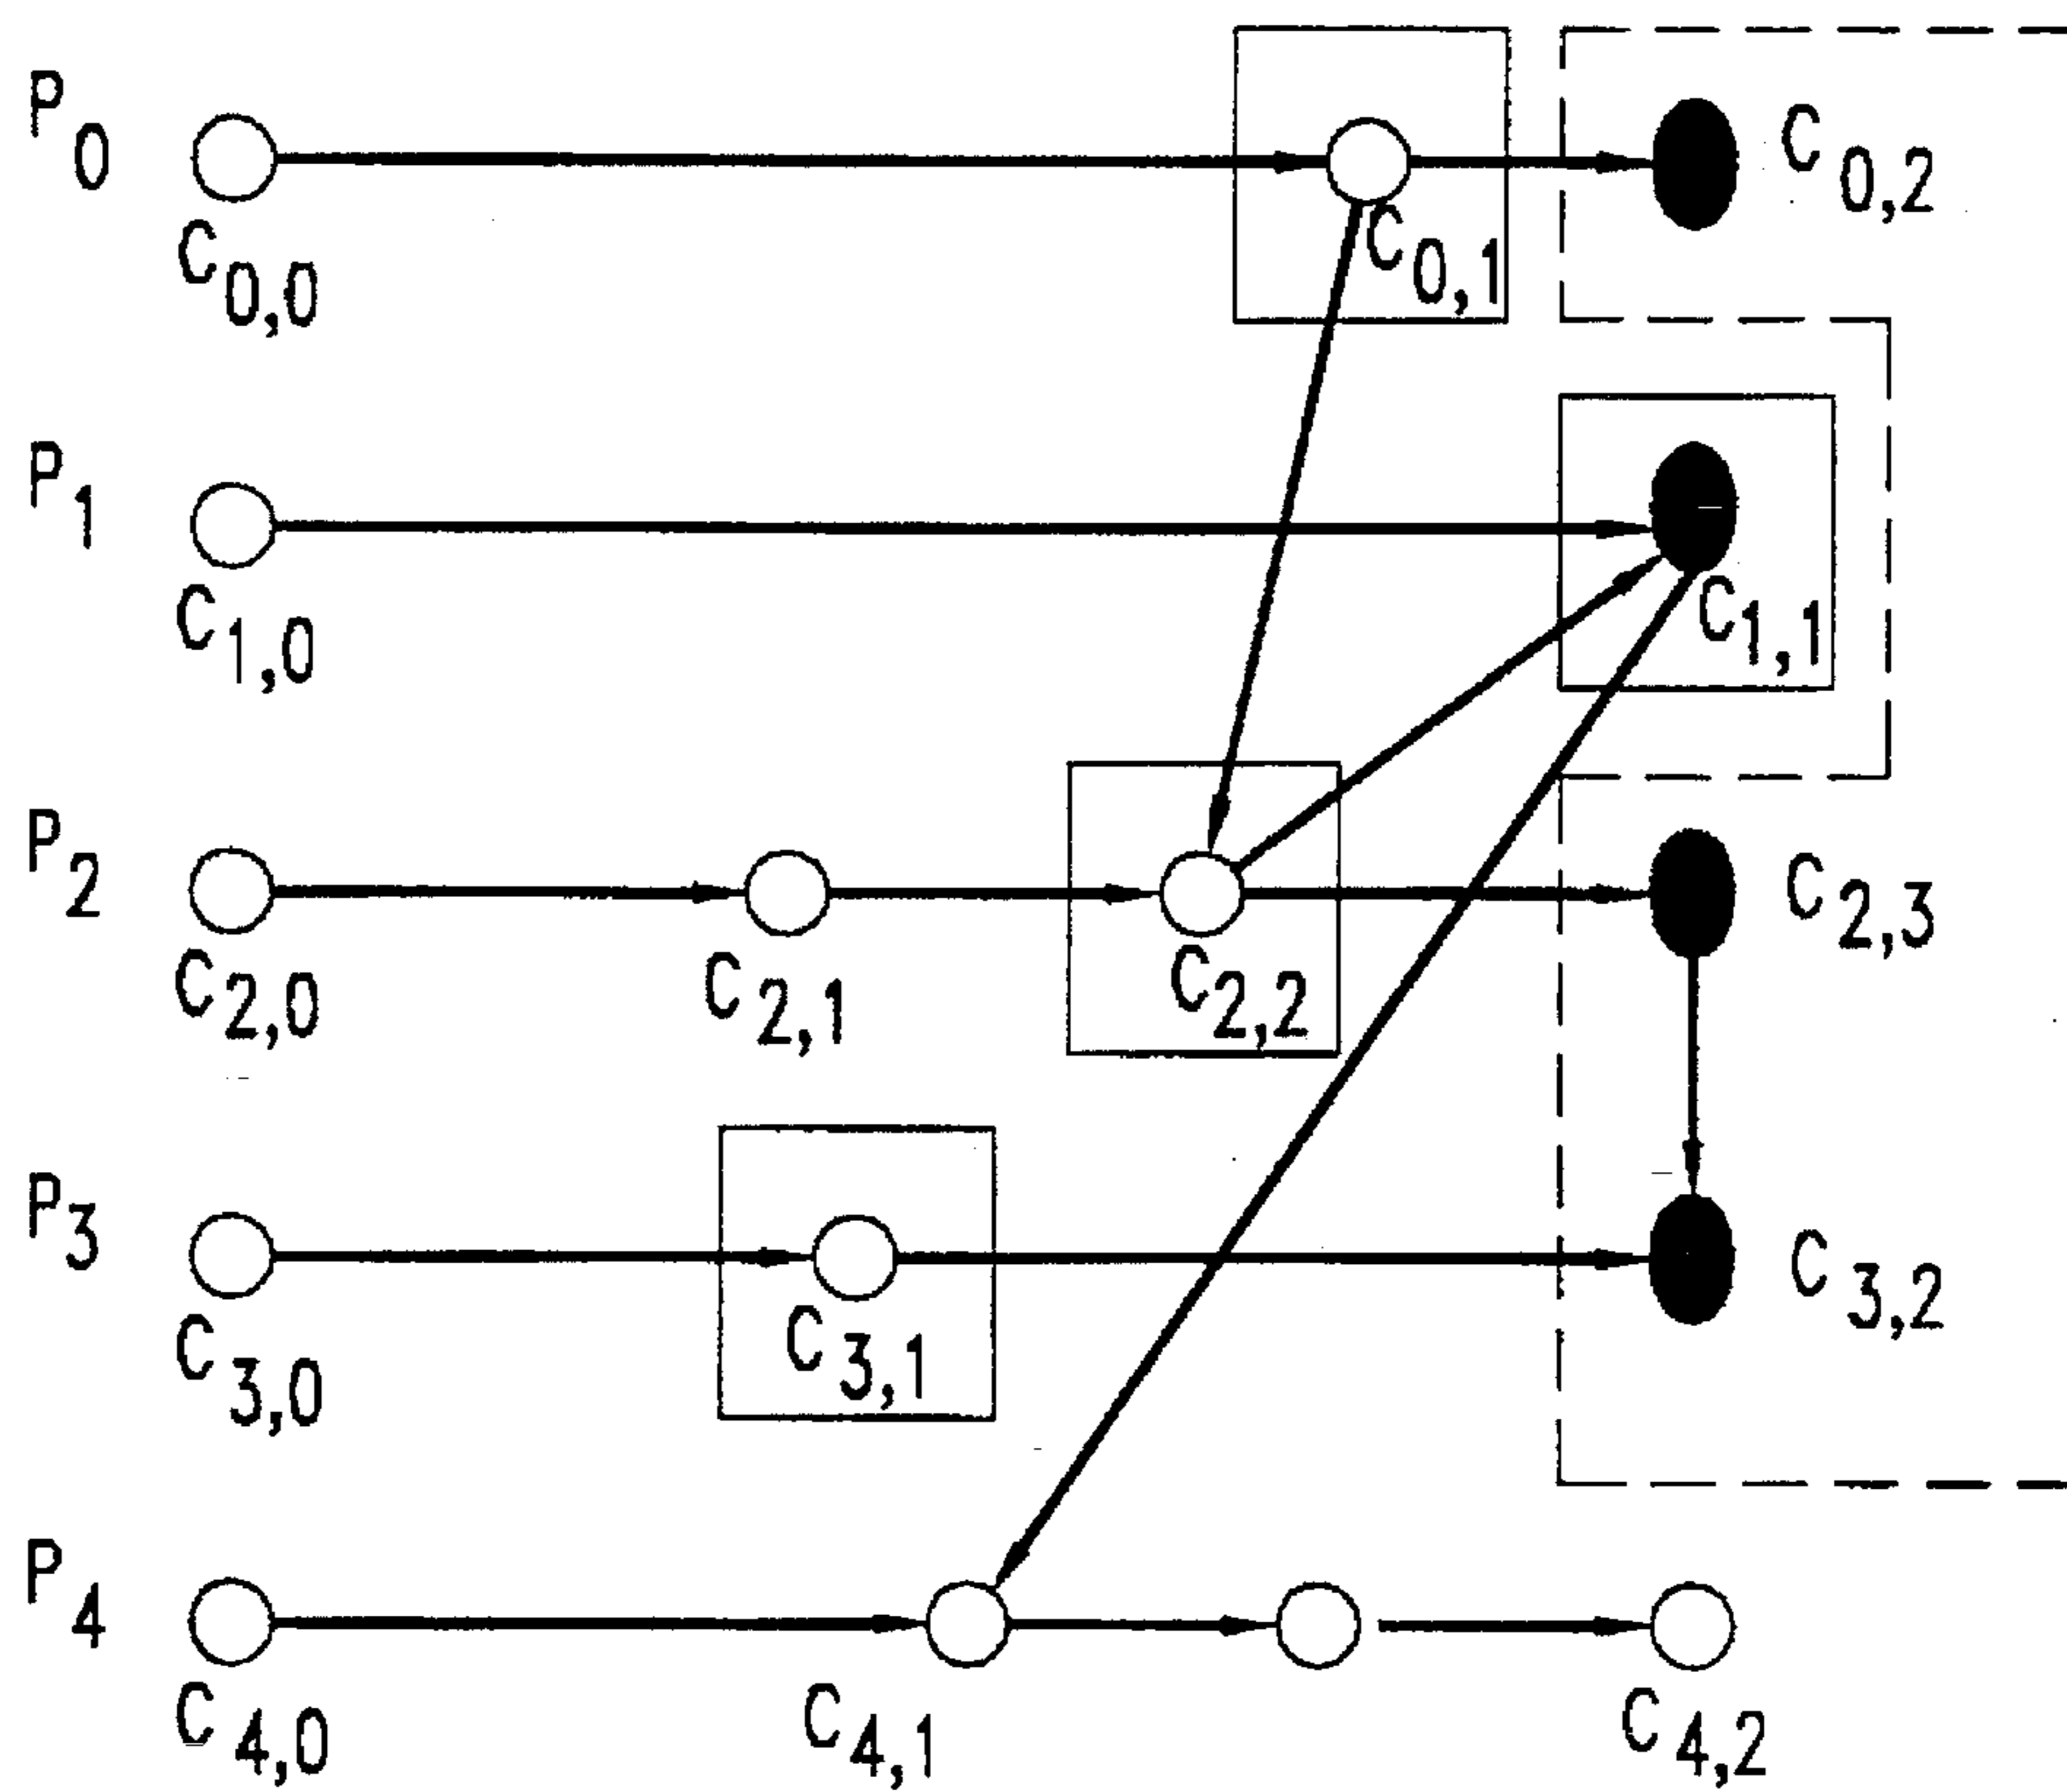 P0
C0,0
C0,1
C0,2
P1
C1,0
C1,1
P2
C2,0
C2,1
C2,2
C2,3
P3
C3,0
C3,1
C3,2
P4
C4,0
C4,1
C4,2